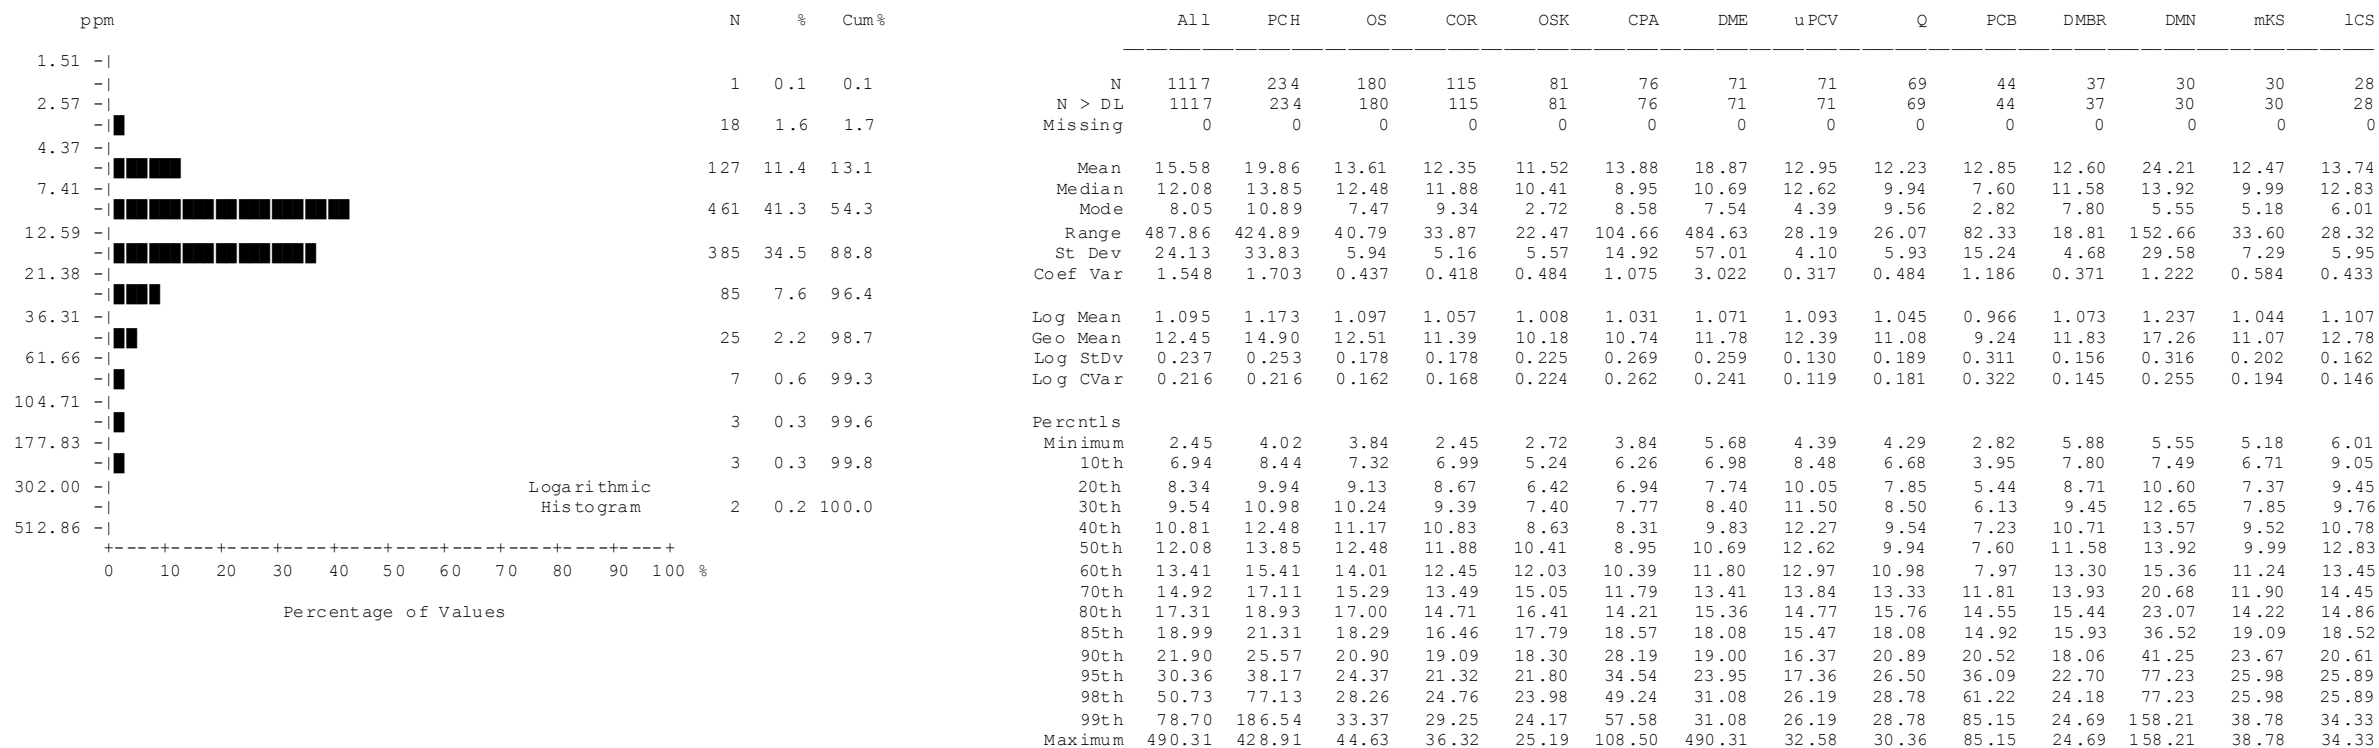 ppm N % Cum% All PCH OS COR OSK CPA DME uPCV Q PCB DMBR DMN mKS lCS
1.51
1 0.1 0.1 N 1117 234 180 115 81 76 71 71 69 44 37 30 30 28
2.57 N > DL 1117 234 180 115 81 76 71 71 69 44 37 30 30 28
18 1.6 1.7 Missing 0 0 0 0 0 0 0 0 0 0 0 0 0 0
4.37
127 11.4 13.1 Mean 15.58 19.86 13.61 12.35 11.52 13.88 18.87 12.95 12.23 12.85 12.60 24.21 12.47 13.74
7.41 Median 12.08 13.85 12.48 11.88 10.41 8.95 10.69 12.62 9.94 7.60 11.58 13.92 9.99 12.83
461 41.3 54.3 Mode 8.05 10.89 7.47 9.34 2.72 8.58 7.54 4.39 9.56 2.82 7.80 5.55 5.18 6.01
12.59 Range 487.86 424.89 40.79 33.87 22.47 104.66 484.63 28.19 26.07 82.33 18.81 152.66 33.60 28.32
385 34.5 88.8 St Dev 24.13 33.83 5.94 5.16 5.57 14.92 57.01 4.10 5.93 15.24 4.68 29.58 7.29 5.95
21.38 Coef Var 1.548 1.703 0.437 0.418 0.484 1.075 3.022 0.317 0.484 1.186 0.371 1.222 0.584 0.433
85 7.6 96.4
36.31 Log Mean 1.095 1.173 1.097 1.057 1.008 1.031 1.071 1.093 1.045 0.966 1.073 1.237 1.044 1.107
25 2.2 98.7 Geo Mean 12.45 14.90 12.51 11.39 10.18 10.74 11.78 12.39 11.08 9.24 11.83 17.26 11.07 12.78
61.66 Log StDv 0.237 0.253 0.178 0.178 0.225 0.269 0.259 0.130 0.189 0.311 0.156 0.316 0.202 0.162
7 0.6 99.3 Log CVar 0.216 0.216 0.162 0.168 0.224 0.262 0.241 0.119 0.181 0.322 0.145 0.255 0.194 0.146
104.71
3 0.3 99.6 Percntls
177.83 Minimum 2.45 4.02 3.84 2.45 2.72 3.84 5.68 4.39 4.29 2.82 5.88 5.55 5.18 6.01
3 0.3 99.8 10th 6.94 8.44 7.32 6.99 5.24 6.26 6.98 8.48 6.68 3.95 7.80 7.49 6.71 9.05
302.00 Logarithmic 20th 8.34 9.94 9.13 8.67 6.42 6.94 7.74 10.05 7.85 5.44 8.71 10.60 7.37 9.45
Histogram 2 0.2 100.0 30th 9.54 10.98 10.24 9.39 7.40 7.77 8.40 11.50 8.50 6.13 9.45 12.65 7.85 9.76
512.86 40th 10.81 12.48 11.17 10.83 8.63 8.31 9.83 12.27 9.54 7.23 10.71 13.57 9.52 10.78
50th 12.08 13.85 12.48 11.88 10.41 8.95 10.69 12.62 9.94 7.60 11.58 13.92 9.99 12.83
0 10 20 30 40 50 60 70 80 90 100 % 60th 13.41 15.41 14.01 12.45 12.03 10.39 11.80 12.97 10.98 7.97 13.30 15.36 11.24 13.45
70th 14.92 17.11 15.29 13.49 15.05 11.79 13.41 13.84 13.33 11.81 13.93 20.68 11.90 14.45
Percentage of Values 80th 17.31 18.93 17.00 14.71 16.41 14.21 15.36 14.77 15.76 14.55 15.44 23.07 14.22 14.86
85th 18.99 21.31 18.29 16.46 17.79 18.57 18.08 15.47 18.08 14.92 15.93 36.52 19.09 18.52
90th 21.90 25.57 20.90 19.09 18.30 28.19 19.00 16.37 20.89 20.52 18.06 41.25 23.67 20.61
95th 30.36 38.17 24.37 21.32 21.80 34.54 23.95 17.36 26.50 36.09 22.70 77.23 25.98 25.89
98th 50.73 77.13 28.26 24.76 23.98 49.24 31.08 26.19 28.78 61.22 24.18 77.23 25.98 25.89
99th 78.70 186.54 33.37 29.25 24.17 57.58 31.08 26.19 28.78 85.15 24.69 158.21 38.78 34.33
Maximum 490.31 428.91 44.63 36.32 25.19 108.50 490.31 32.58 30.36 85.15 24.69 158.21 38.78 34.33